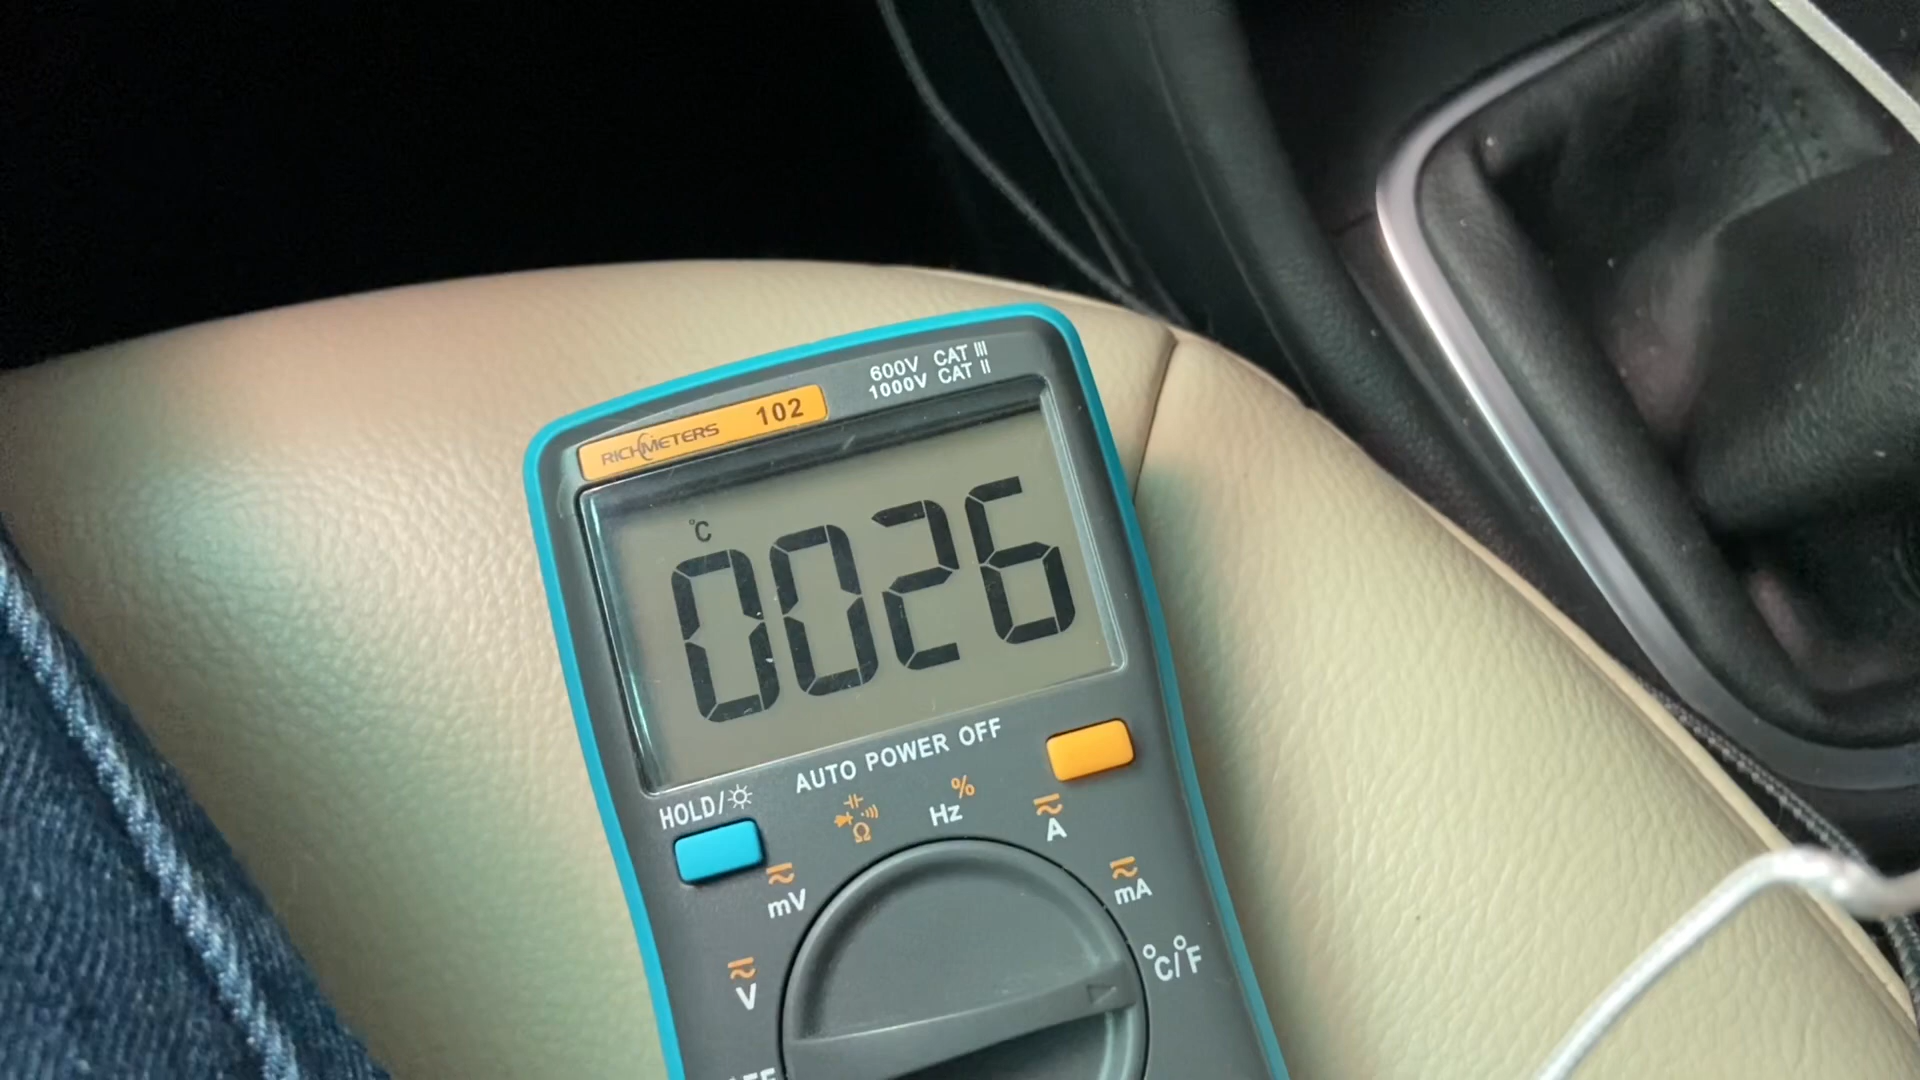 600V CAT III
1000V CAT II
RICHMETERS 102
°C
0026
AUTO POWER OFF
HOLD/
Hz %
Ω
A
mV
mA
V
°C/°F